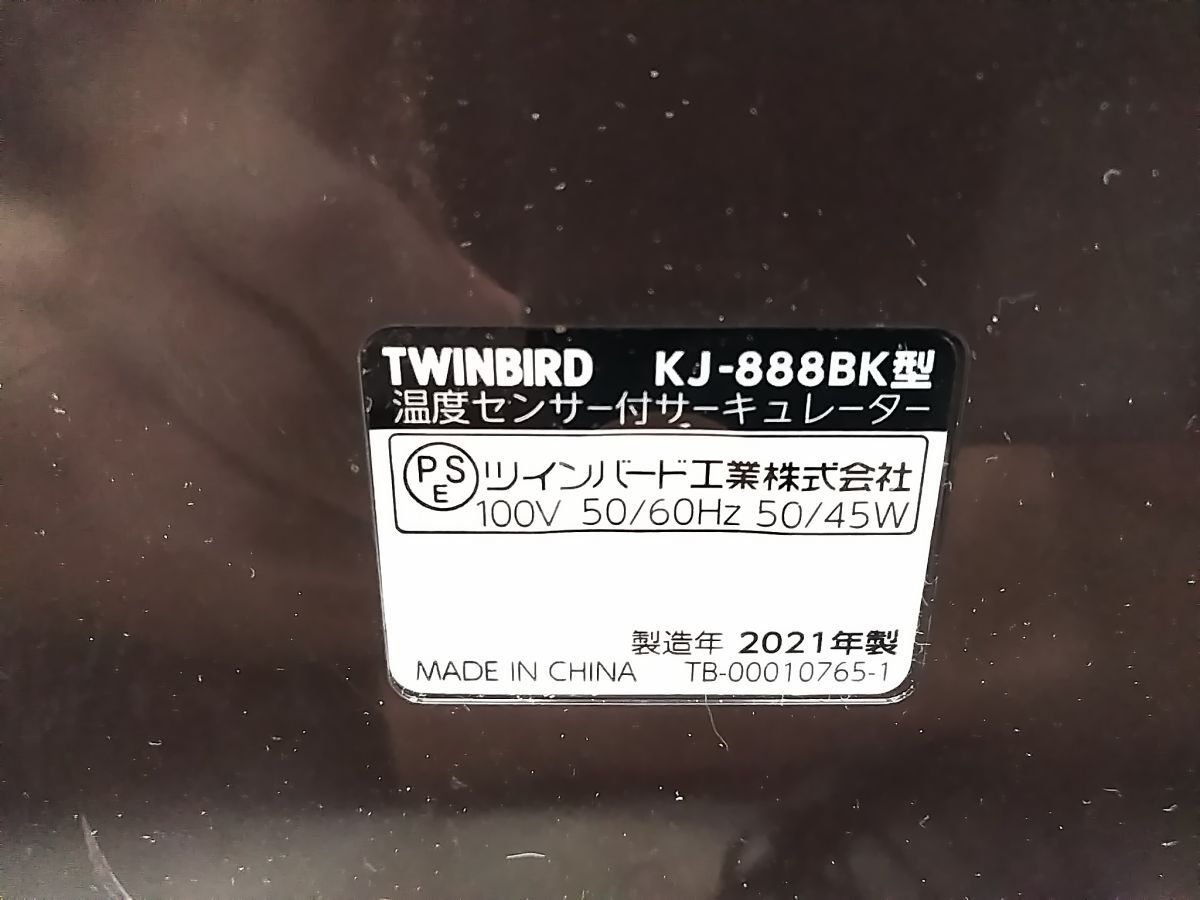 TWINBIRD KJ-888BK型
温度センサー付サーキュレーター
PSE ツインバード工業株式会社
100V 50/60Hz 50/45W
製造年 2021年製
MADE IN CHINA TB-00010765-1